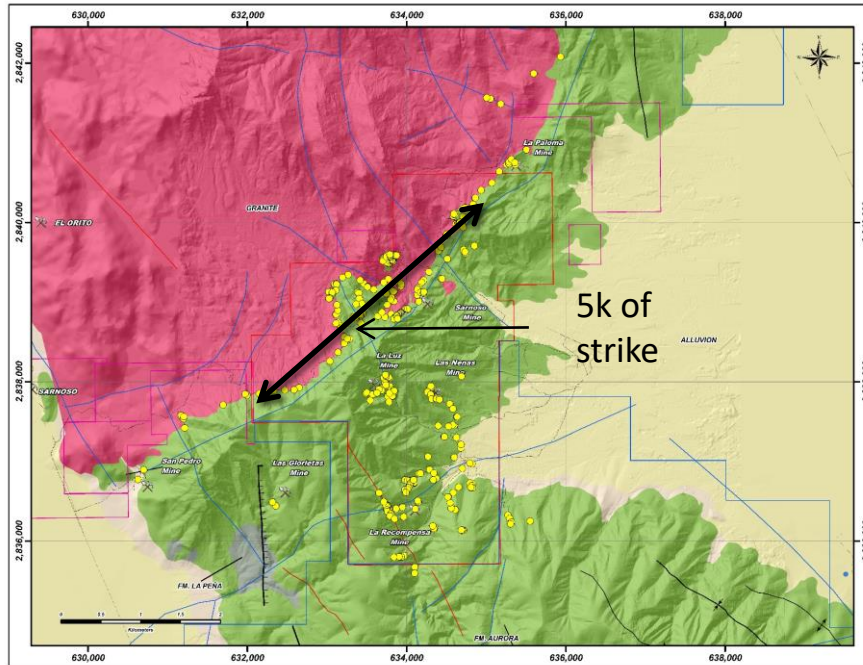 630,000
632,000
634,000
636,000
638,000
2,842,000
La Paloma
Mine
GRANITE
EL ORITO
2,840,000
Sarnoso
Mine
5k of
strike
ALLUVION
La Cuz
Mine
Las Nenas
Mine
2,838,000
SARNOSO
San Pedro
Mine
Las Glorietas
Mine
La Recompensa
Mine
2,836,000
FM. LA PEÑA
Kilometers
FM. AURORA
630,000
632,000
634,000
636,000
638,000